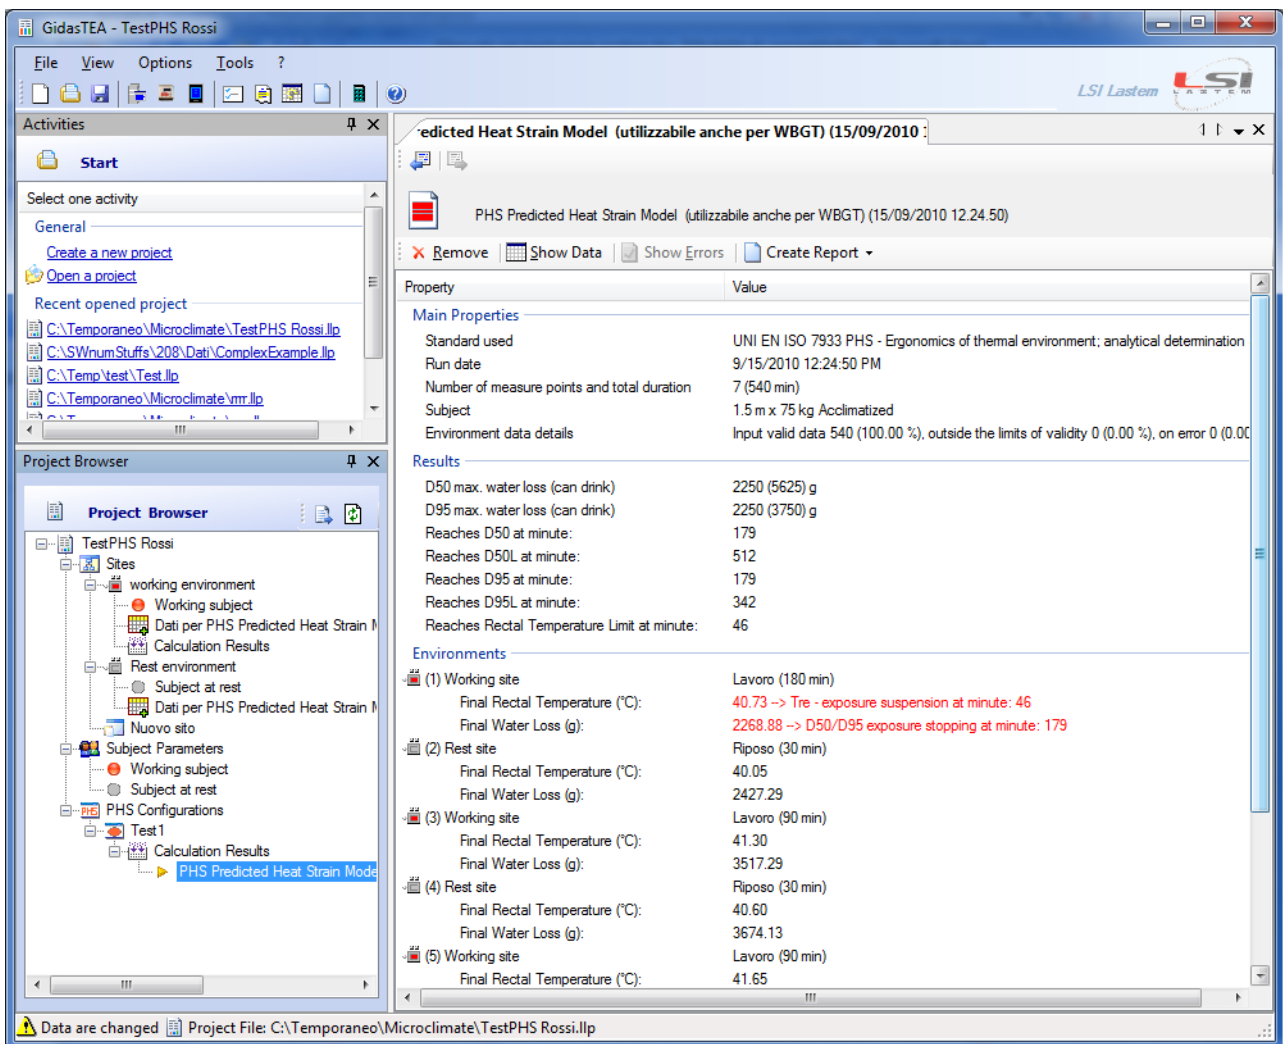 GidasTEA - TestPHS Rossi
File View Options Tools ?
LSI Lastem
LSI
LASTEM
Activities
Start
Select one activity
General
Create a new project
Open a project
Recent opened project
C:\Temporaneo\Microclimate\TestPHS Rossi.llp
C:\SWnumStuffs\208\Dati\ComplexExample.llp
C:\Temp\test\Test.llp
Project Browser
Project Browser
TestPHS Rossi
Sites
working environment
Working subject
Dati per PHS Predicted Heat Strain M
Calculation Results
Rest environment
Subject at rest
Dati per PHS Predicted Heat Strain M
Nuovo sito
Subject Parameters
Working subject
Subject at rest
PHS PHS Configurations
Test1
Calculation Results
PHS Predicted Heat Strain Mode
edicted Heat Strain Model (utilizzabile anche per WBGT) (15/09/2010
PHS Predicted Heat Strain Model (utilizzabile anche per WBGT) (15/09/2010 12.24.50)
Remove Show Data Show Errors Create Report
Property Value
Main Properties
Standard used UNI EN ISO 7933 PHS - Ergonomics of thermal environment; analytical determination
Run date 9/15/2010 12:24:50 PM
Number of measure points and total duration 7 (540 min)
Subject 1.5 m x 75 kg Acclimatized
Environment data details Input valid data 540 (100.00 %), outside the limits of validity 0 (0.00 %), on error 0 (0.00
Results
D50 max. water loss (can drink) 2250 (5625) g
D95 max. water loss (can drink) 2250 (3750) g
Reaches D50 at minute: 179
Reaches D50L at minute: 512
Reaches D95 at minute: 179
Reaches D95L at minute: 342
Reaches Rectal Temperature Limit at minute: 46
Environments
(1) Working site Lavoro (180 min)
Final Rectal Temperature (°C): 40.73 --> Tre - exposure suspension at minute: 46
Final Water Loss (g): 2268.88 --> D50/D95 exposure stopping at minute: 179
(2) Rest site Riposo (30 min)
Final Rectal Temperature (°C): 40.05
Final Water Loss (g): 2427.29
(3) Working site Lavoro (90 min)
Final Rectal Temperature (°C): 41.30
Final Water Loss (g): 3517.29
(4) Rest site Riposo (30 min)
Final Rectal Temperature (°C): 40.60
Final Water Loss (g): 3674.13
(5) Working site Lavoro (90 min)
Final Rectal Temperature (°C): 41.65
Data are changed Project File: C:\Temporaneo\Microclimate\TestPHS Rossi.llp